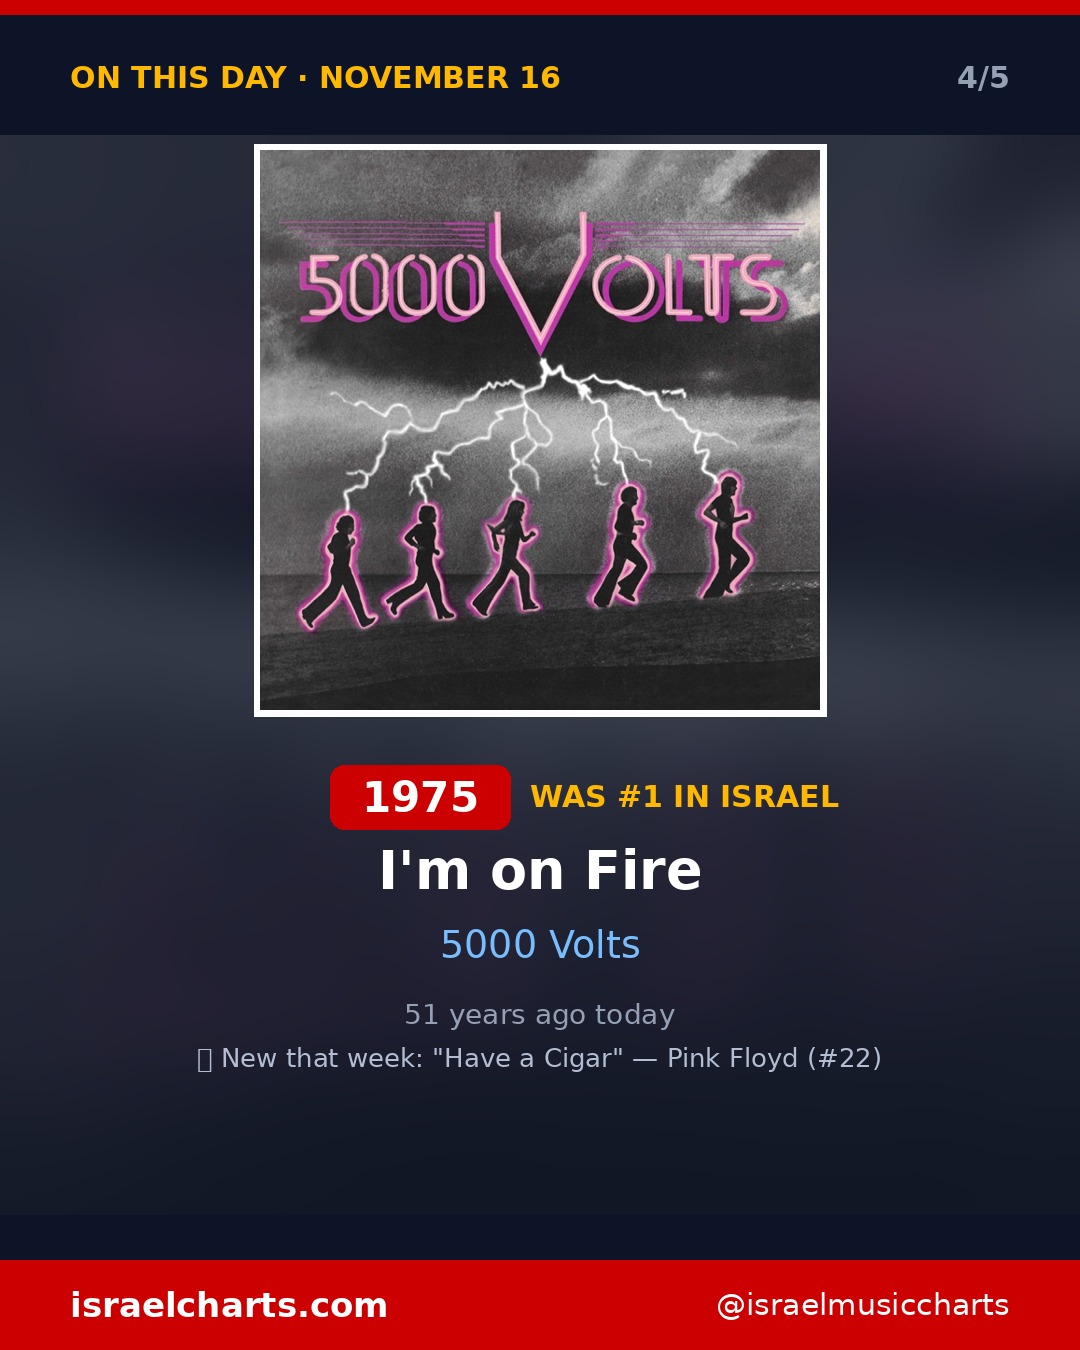 ON THIS DAY · NOVEMBER 16
4/5
5000 VOLTS
1975 WAS #1 IN ISRAEL
I'm on Fire
5000 Volts
51 years ago today
New that week: "Have a Cigar" — Pink Floyd (#22)
israelcharts.com
@israelmusiccharts